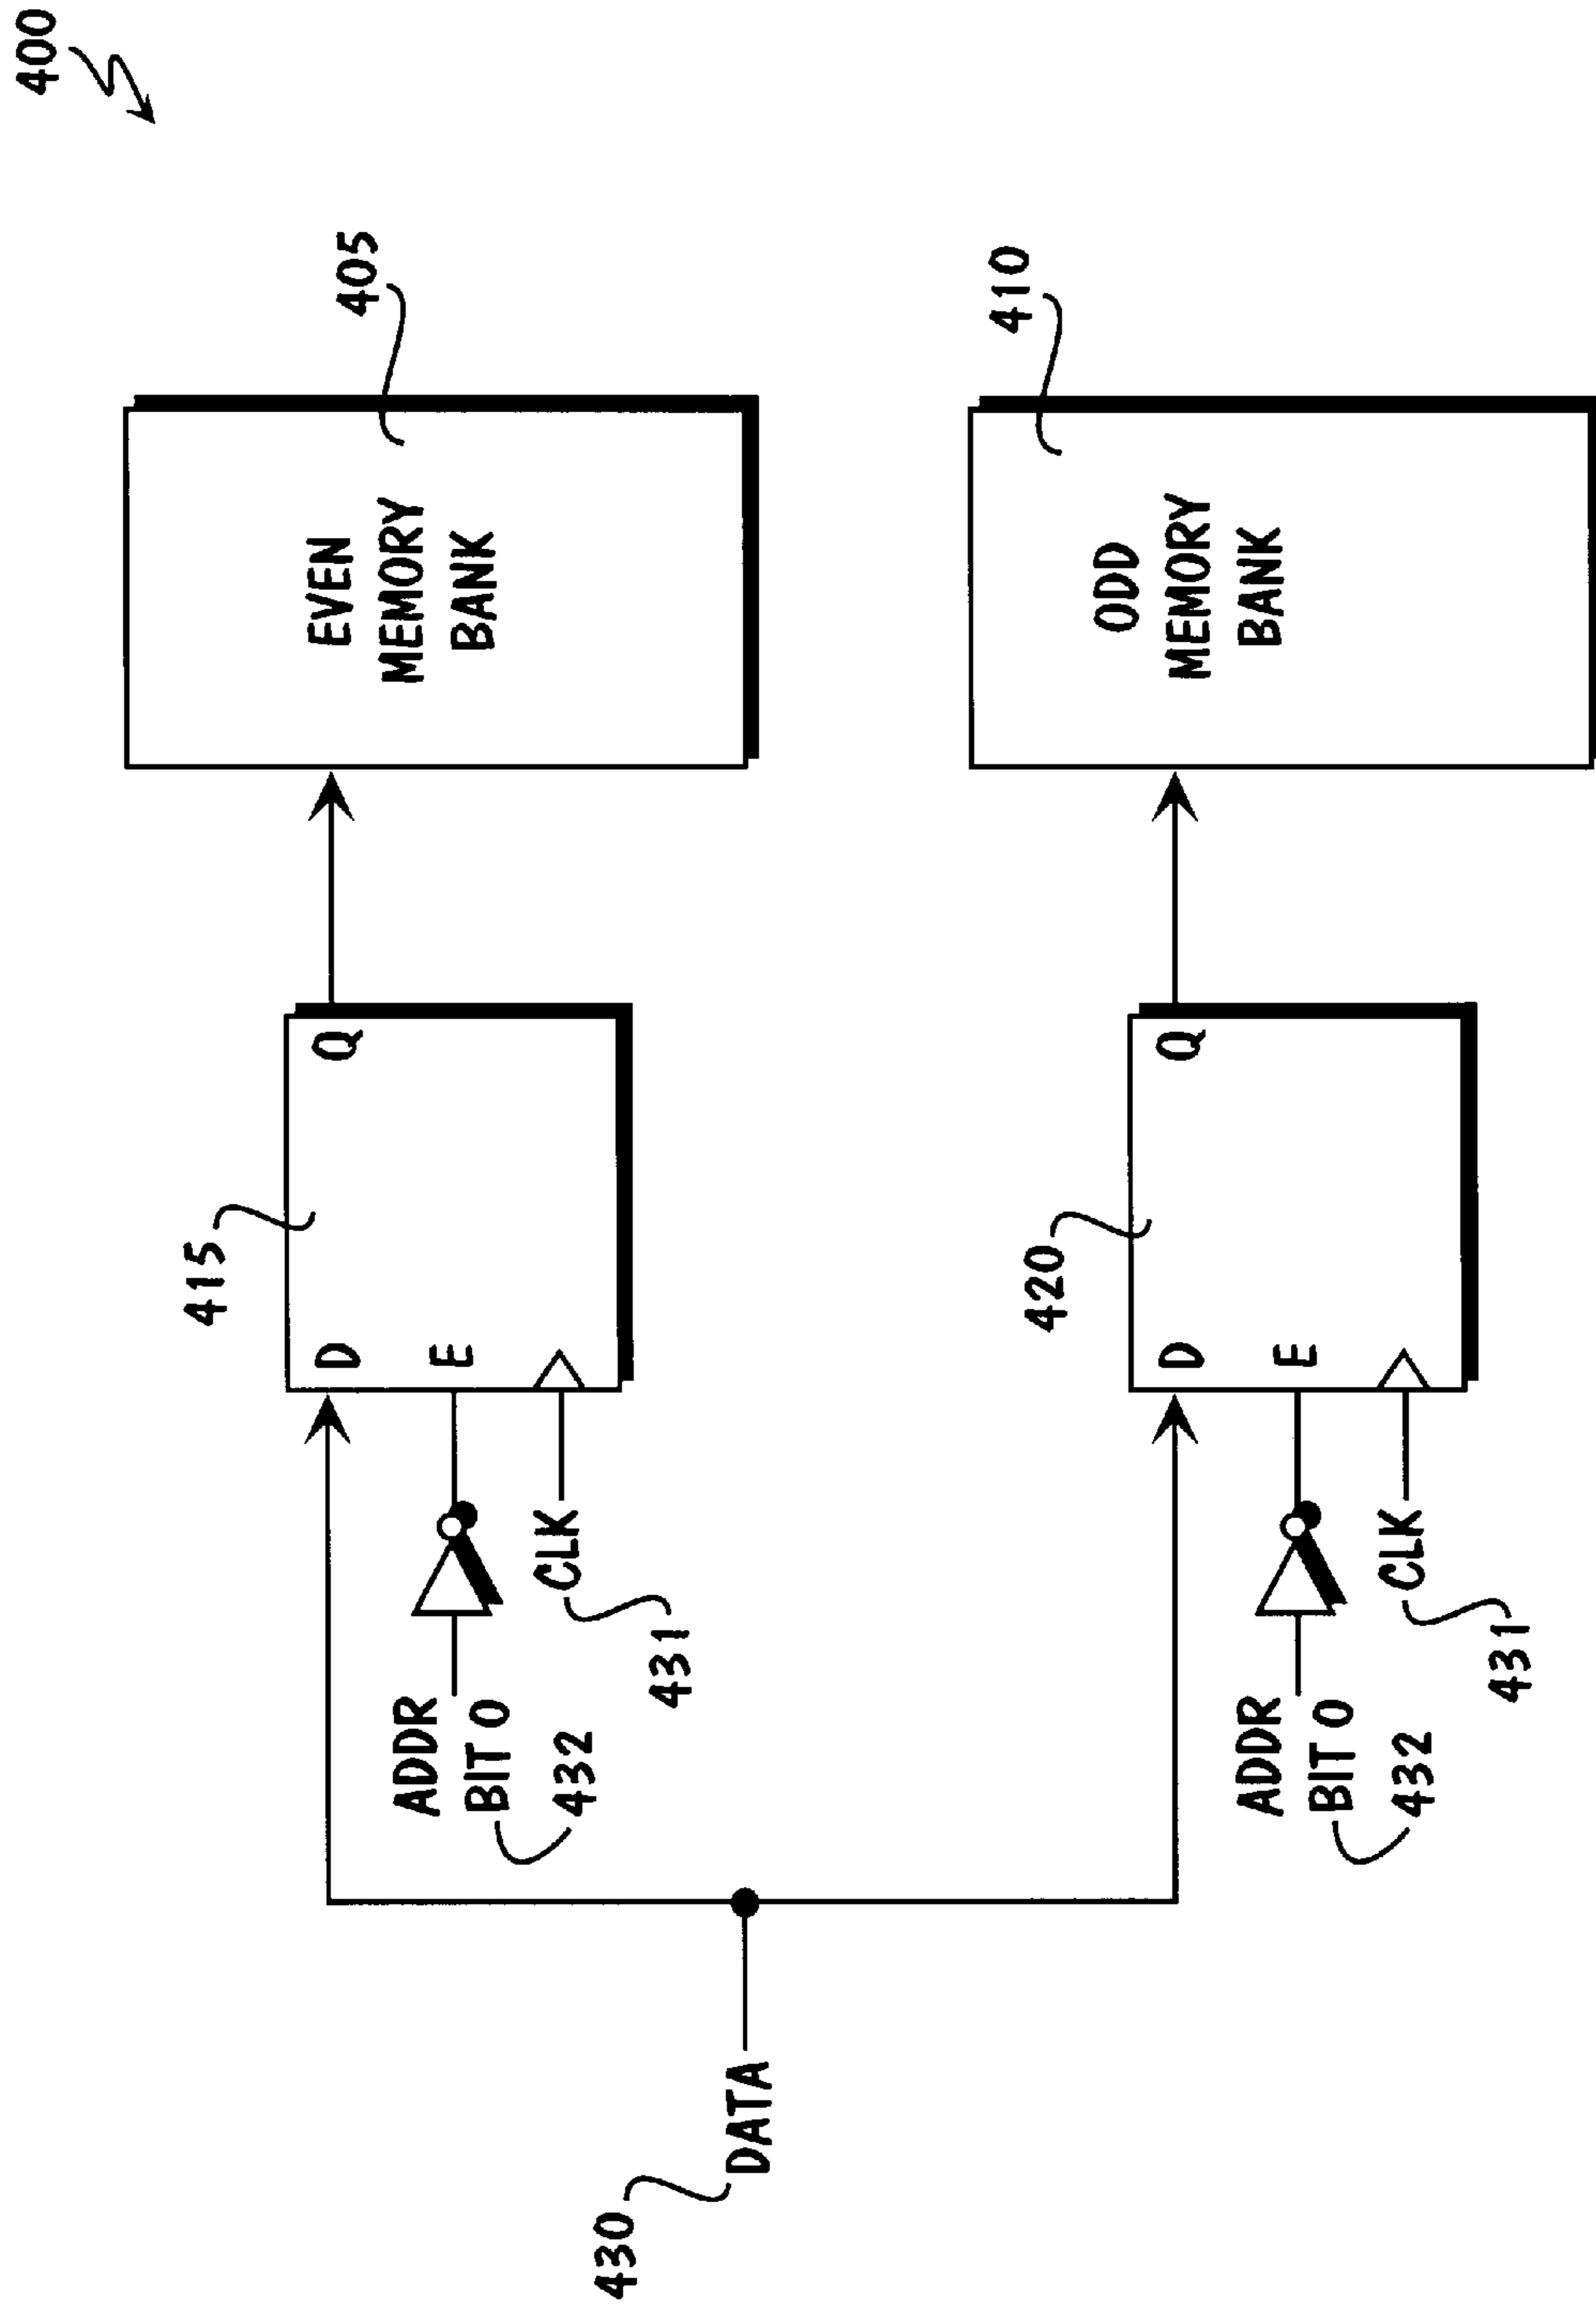 400
405
EVEN
MEMORY
BANK
415
D
Q
E
ADDR
BIT 0
432
CLK
431
430
DATA
410
ODD
MEMORY
BANK
420
D
Q
E
ADDR
BIT 0
432
CLK
431